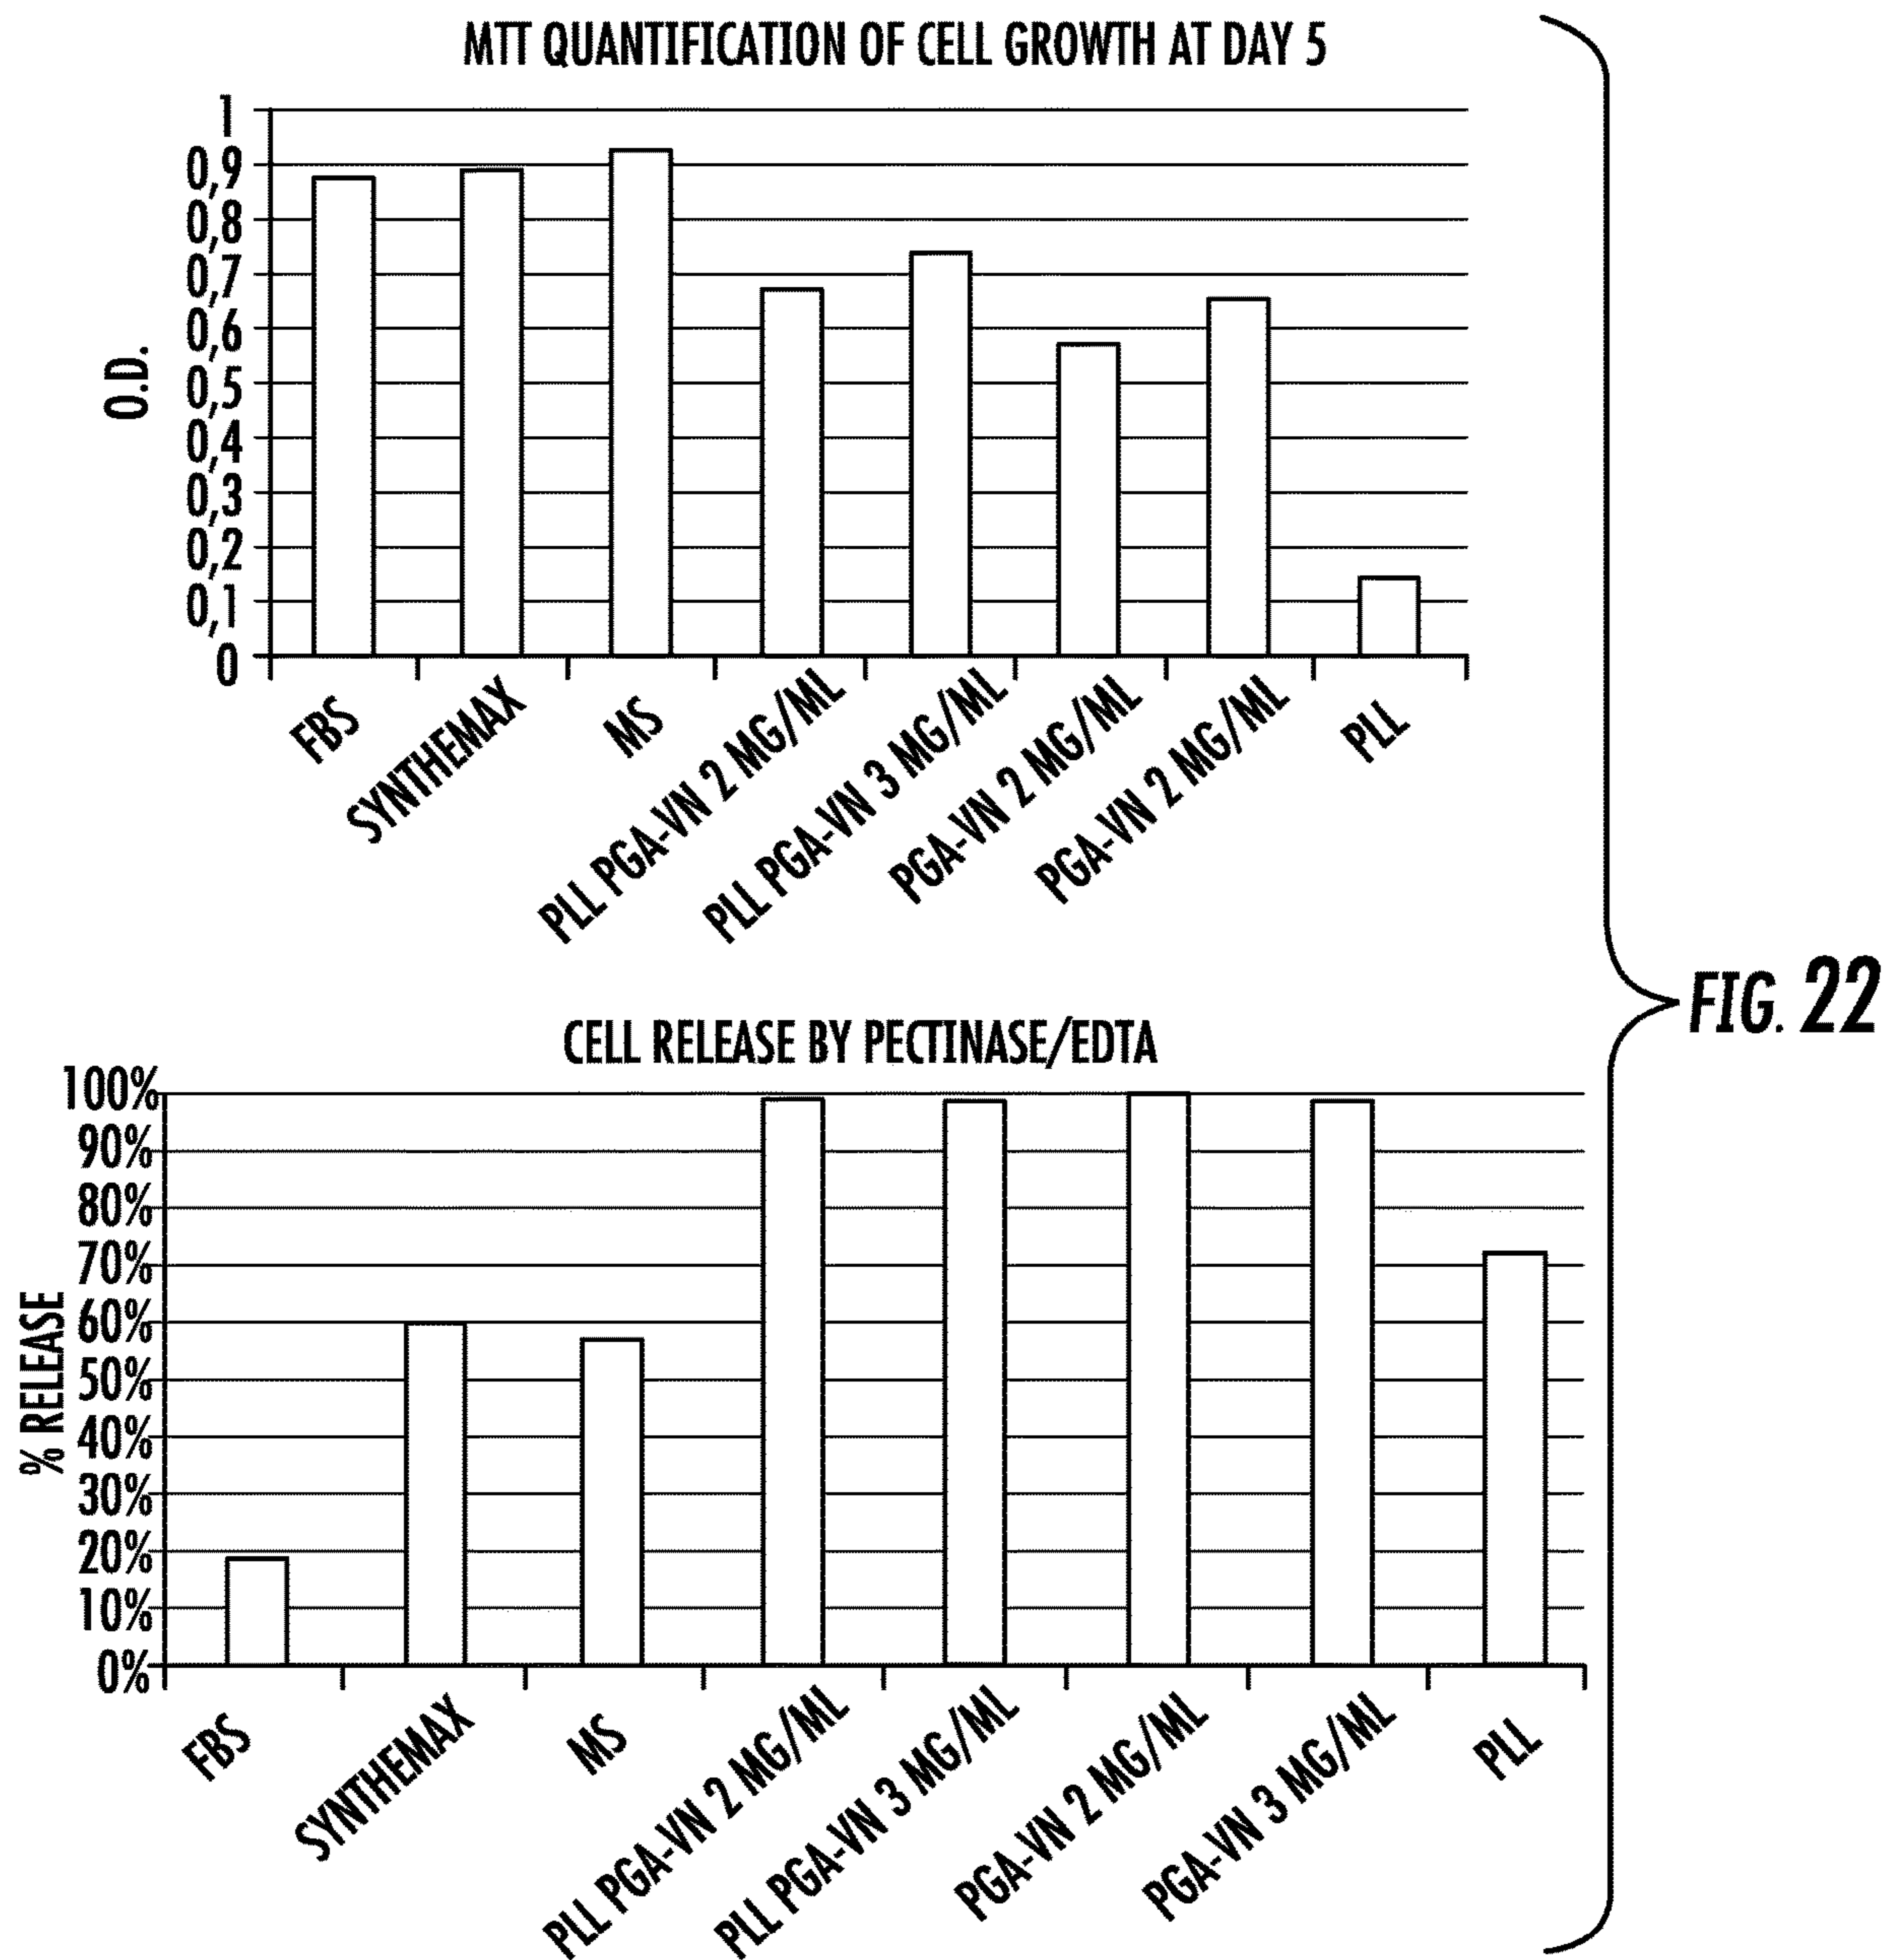 MTT QUANTIFICATION OF CELL GROWTH AT DAY 5
1
0,9
0,8
0,7
0,6
0,5
0,4
0,3
0,2
0,1
0
O.D.
FBS
SYNTHEMAX
MS
PLL PGA-VN 2 MG/ML
PLL PGA-VN 3 MG/ML
PGA-VN 2 MG/ML
PGA-VN 2 MG/ML
PLL
FIG. 22
CELL RELEASE BY PECTINASE/EDTA
100%
90%
80%
70%
60%
50%
40%
30%
20%
10%
0%
% RELEASE
FBS
SYNTHEMAX
MS
PLL PGA-VN 2 MG/ML
PLL PGA-VN 3 MG/ML
PGA-VN 2 MG/ML
PGA-VN 3 MG/ML
PLL